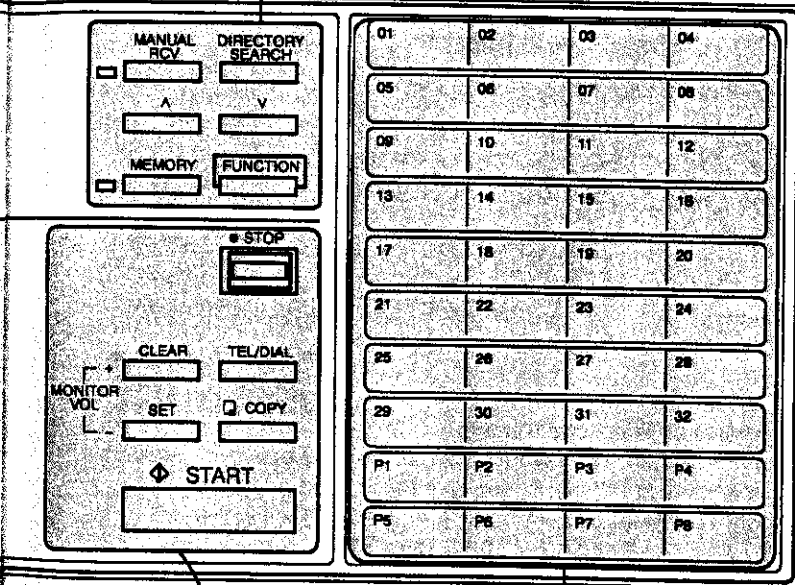 MANUAL RCV
DIRECTORY SEARCH
∧ ∨
MEMORY FUNCTION
STOP
CLEAR TEL/DIAL
+
MONITOR VOL
SET COPY
-
START
01 02 03 04
05 06 07 08
09 10 11 12
13 14 15 16
17 18 19 20
21 22 23 24
25 26 27 28
29 30 31 32
P1 P2 P3 P4
P5 P6 P7 P8